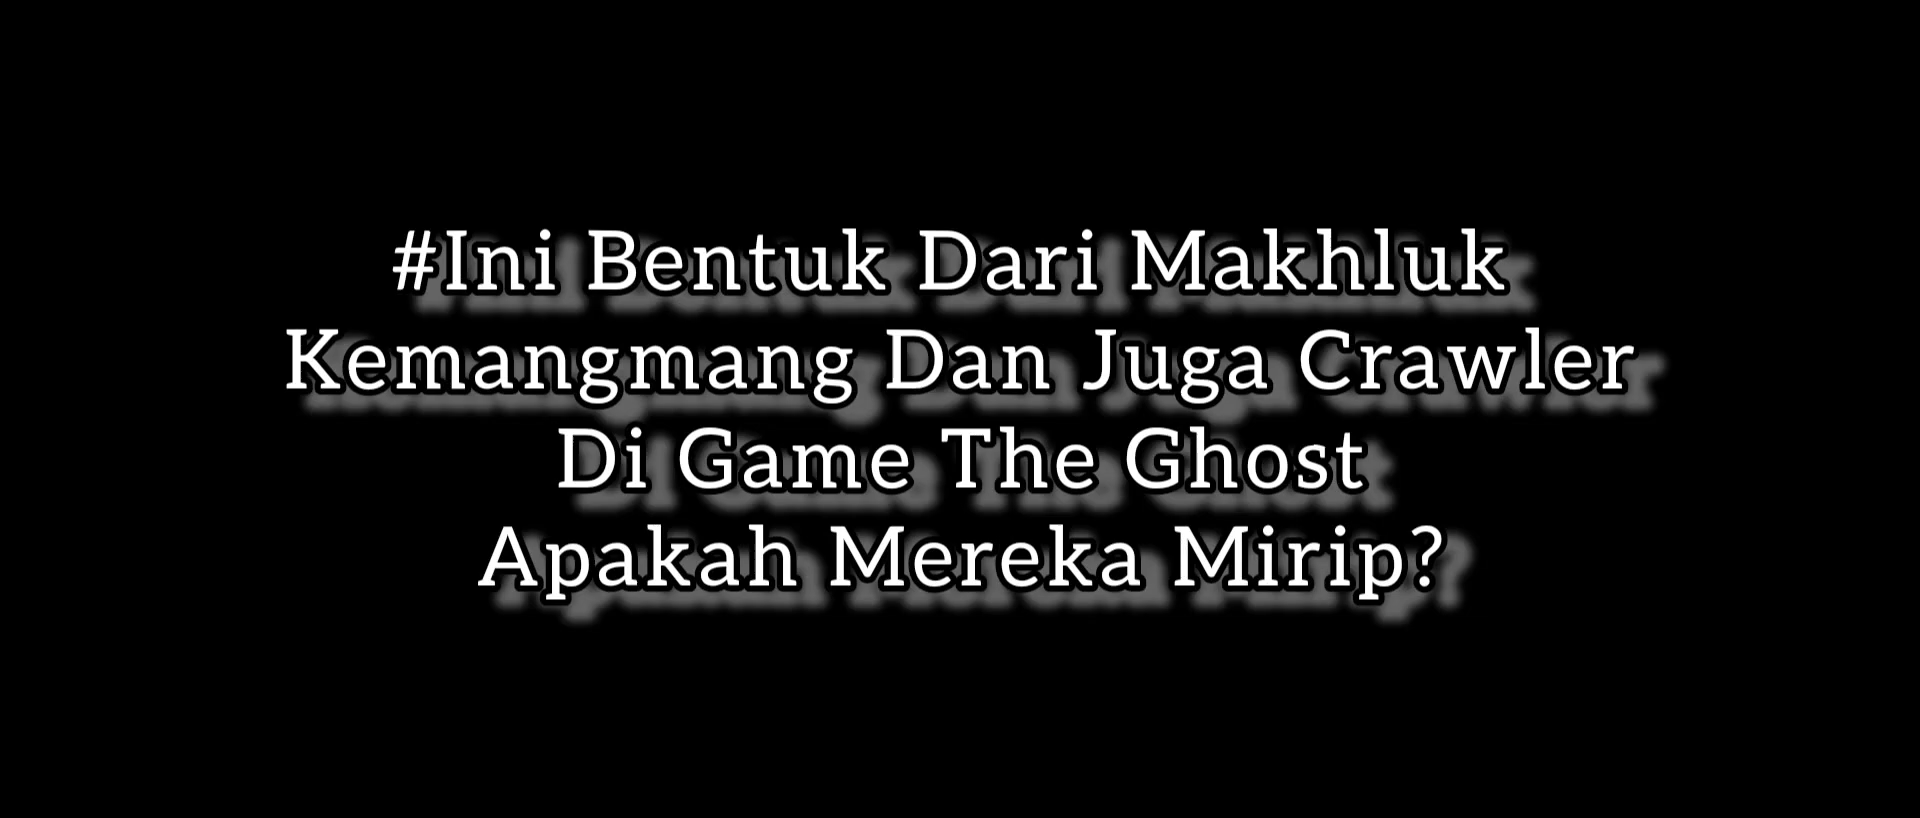 #Ini Bentuk Dari Makhluk
Kemangmang Dan Juga Crawler
Di Game The Ghost
Apakah Mereka Mirip?